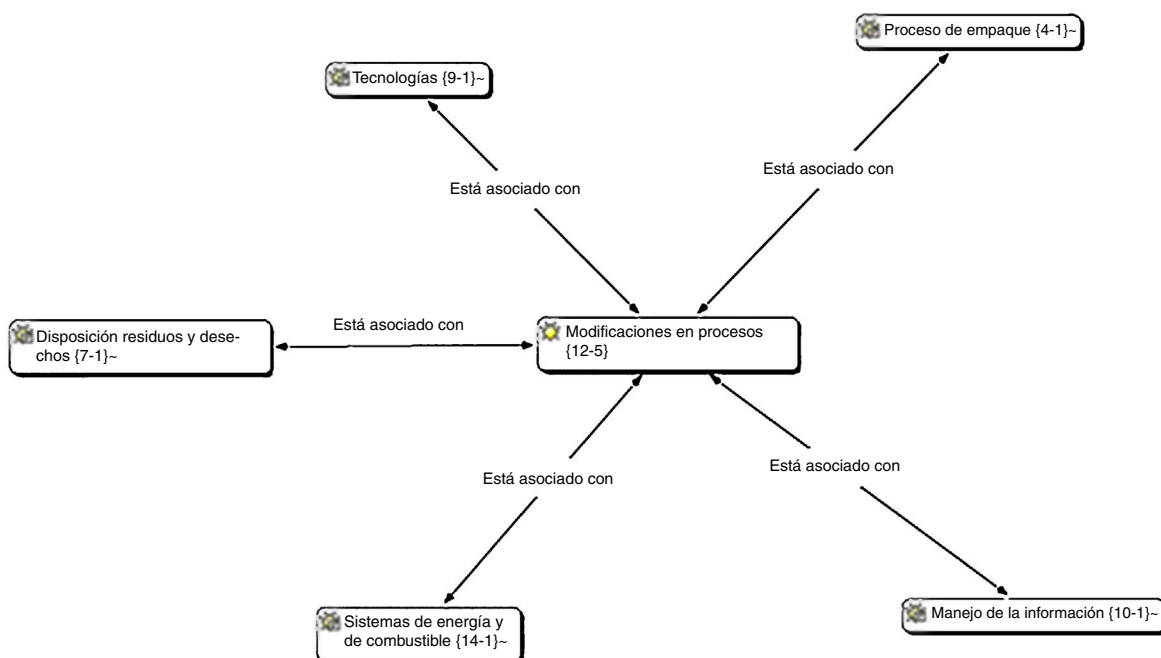 Proceso de empaque {4-1}~
Tecnologías {9-1}~
Está asociado con
Está asociado con
Disposición residuos y dese-
chos {7-1}~
Está asociado con
Modificaciones en procesos
{12-5}
Está asociado con
Está asociado con
Sistemas de energía y
de combustible {14-1}~
Manejo de la información {10-1}~